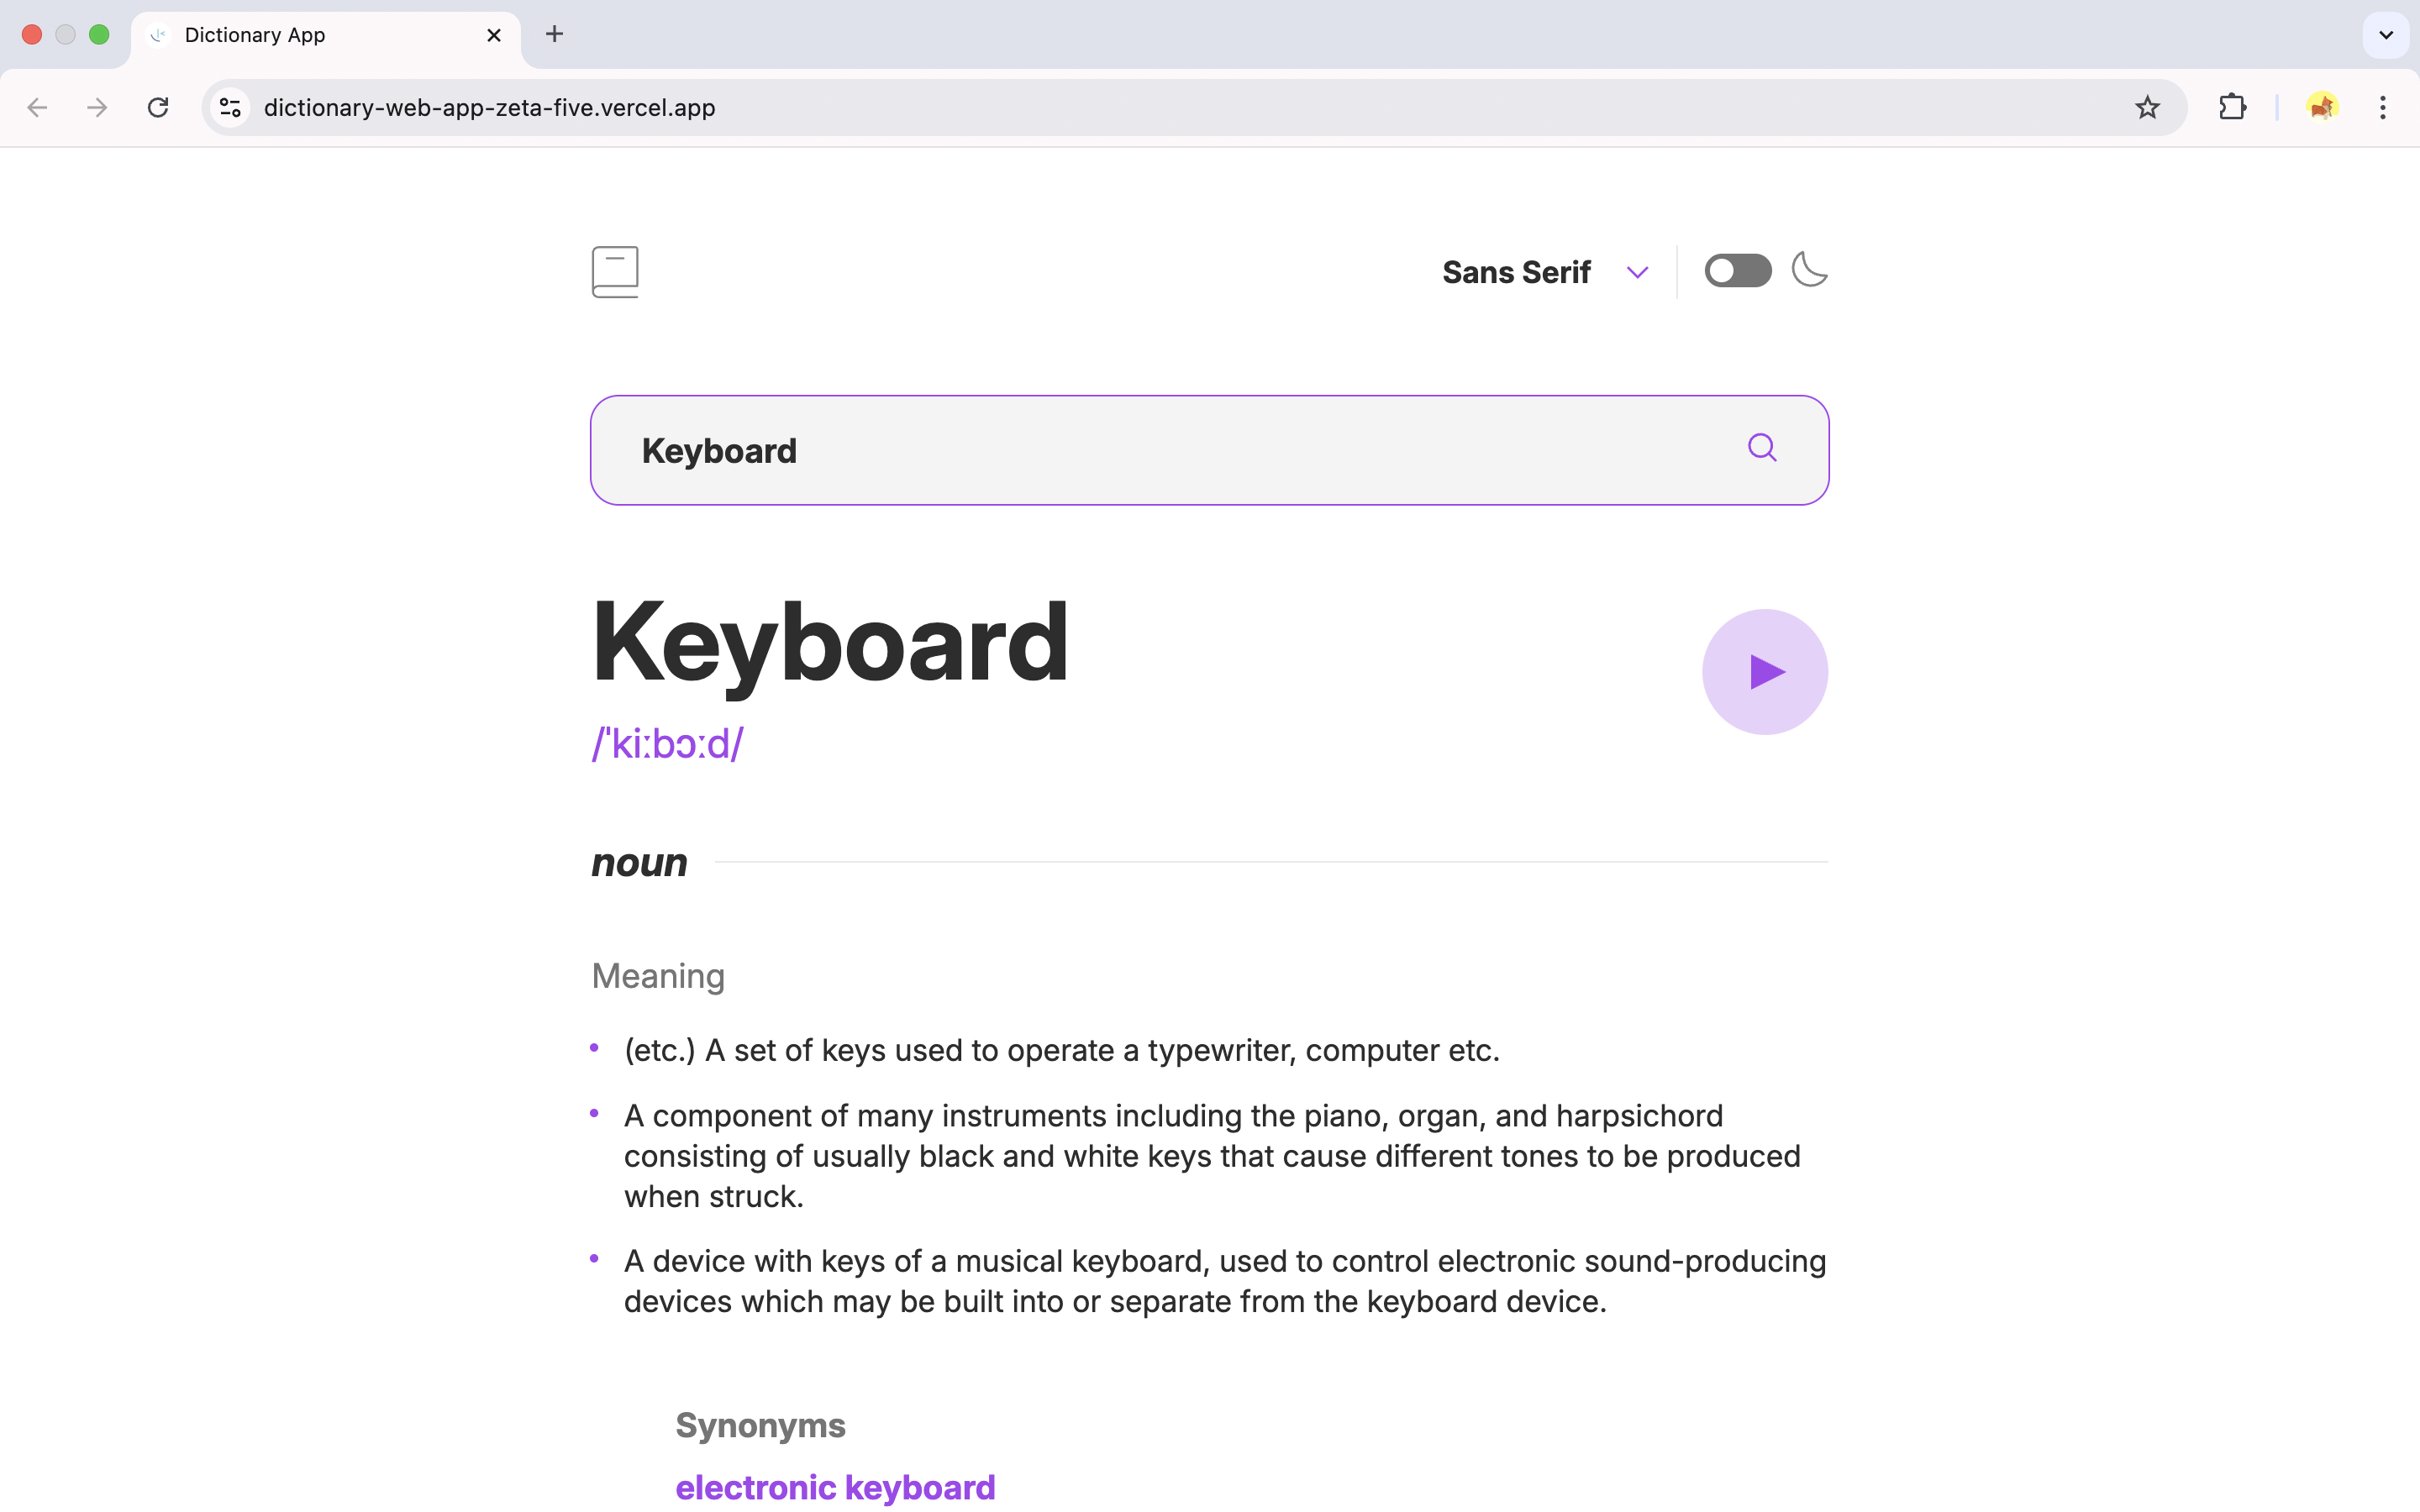 Dictionary App
dictionary-web-app-zeta-five.vercel.app
Sans Serif
Keyboard
Keyboard
/ˈkiːbɔːd/
noun
Meaning
(etc.) A set of keys used to operate a typewriter, computer etc.
A component of many instruments including the piano, organ, and harpsichord
consisting of usually black and white keys that cause different tones to be produced
when struck.
A device with keys of a musical keyboard, used to control electronic sound-producing
devices which may be built into or separate from the keyboard device.
Synonyms
electronic keyboard